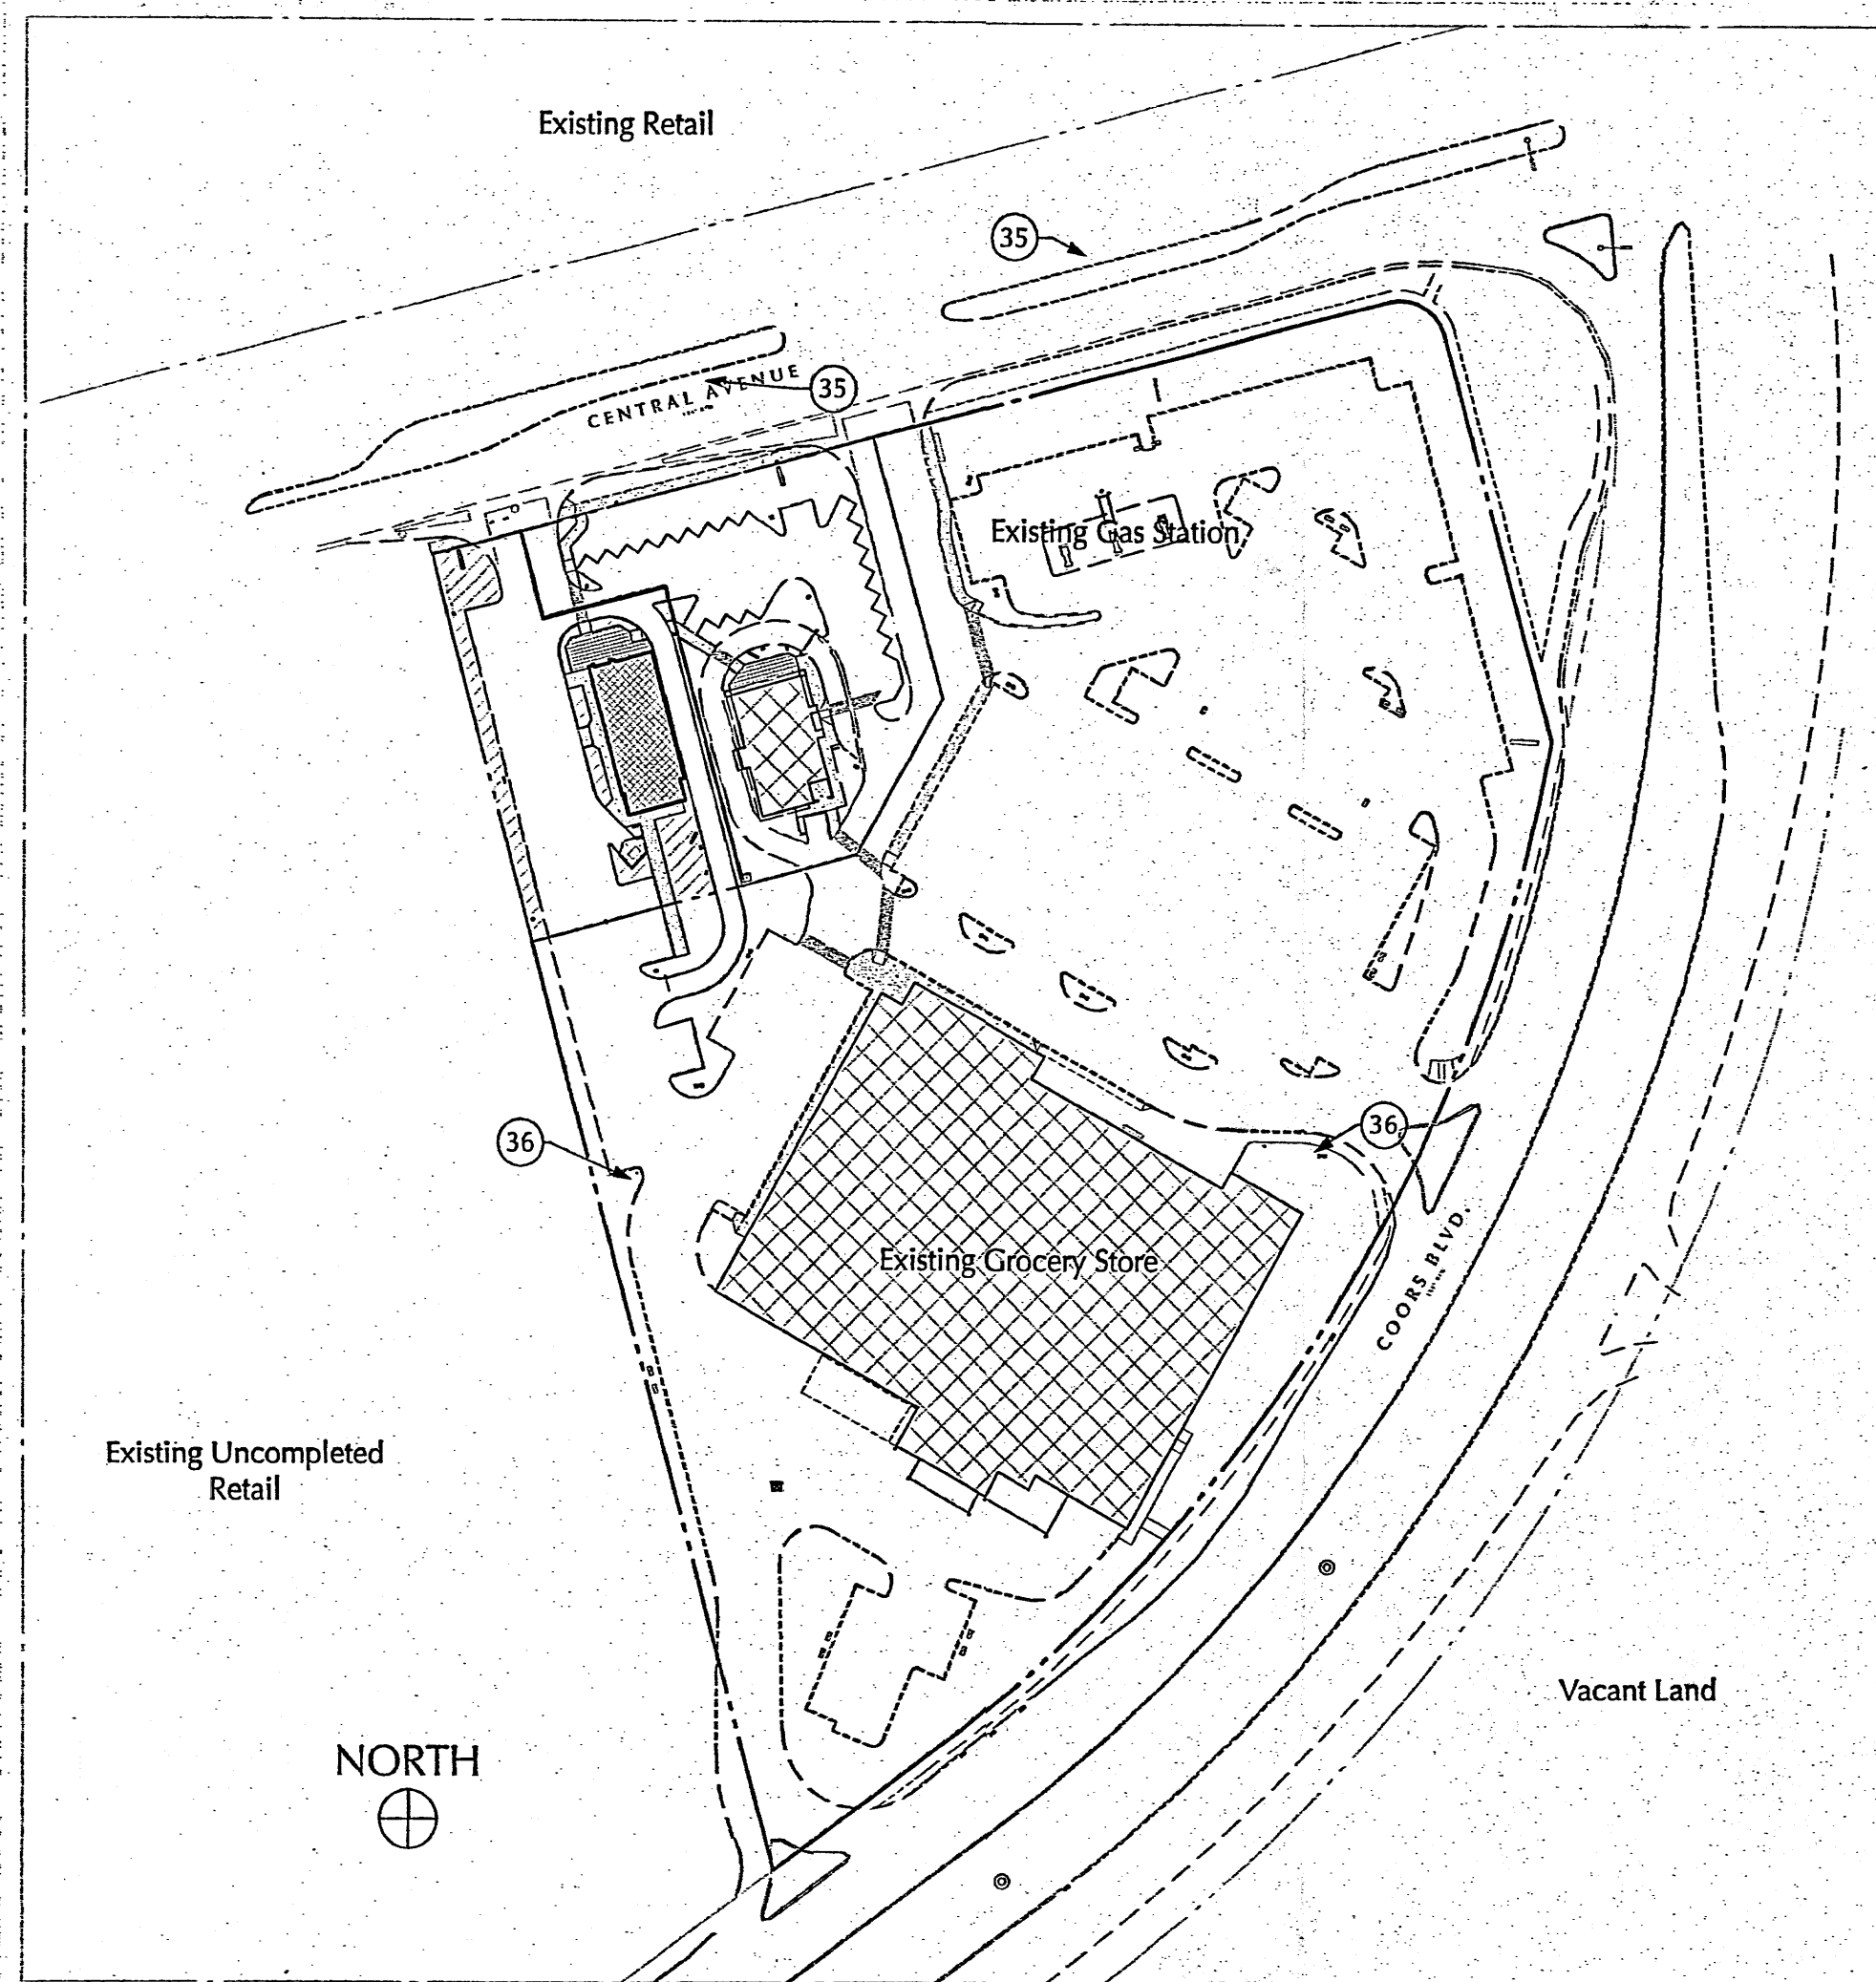 Existing Retail
35
35
CENTRAL AVENUE
Existing Gas Station
36
36
Existing Grocery Store
COORS BLVD.
Existing Uncompleted
Retail
Vacant Land
NORTH